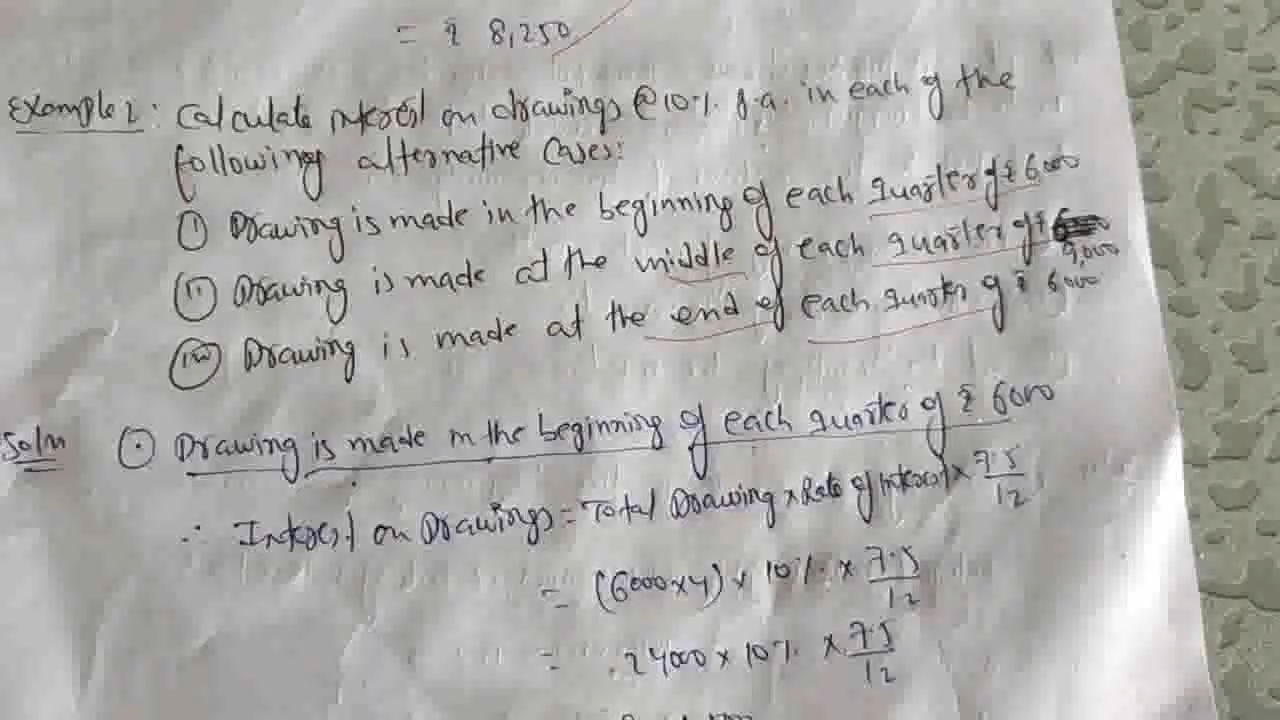 = ₹ 8,250
Example 2: Calculate interest on drawings @10% p.a. in each of the
following alternative cases:
(i) Drawing is made in the beginning of each quarter of ₹ 6000
(ii) Drawing is made at the middle of each quarter of ₹
9,000
(iii) Drawing is made at the end of each quarter of ₹ 6000
Soln (i) Drawing is made in the beginning of each quarter of ₹ 6000
∴ Interest on Drawings = Total Drawing × Rate of Interest × 7.5/12
= (6000×4) × 10% × 7.5/12
= 24000 × 10% × 7.5/12